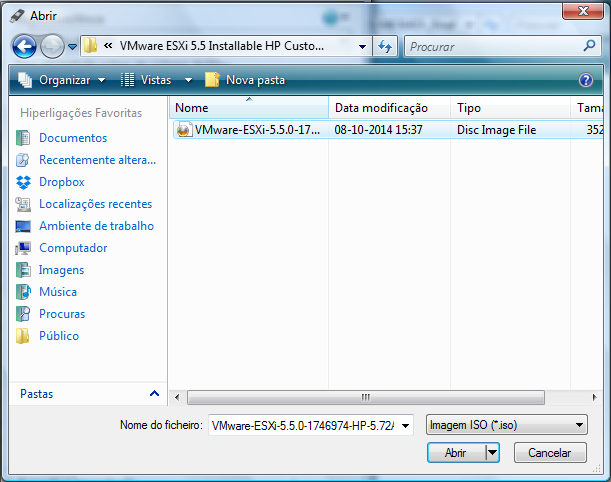 Abrir
« VMware ESXi 5.5 Installable HP Custo...
Procurar
Organizar Vistas Nova pasta
Hiperligações Favoritas
Documentos
Recentemente altera...
Dropbox
Localizações recentes
Ambiente de trabalho
Computador
Imagens
Música
Procuras
Público
Pastas
Nome Data modificação Tipo Tama
VMware-ESXi-5.5.0-17... 08-10-2014 15:37 Disc Image File 352
Nome do ficheiro: VMware-ESXi-5.5.0-1746974-HP-5.72A Imagem ISO (*.iso)
Abrir Cancelar